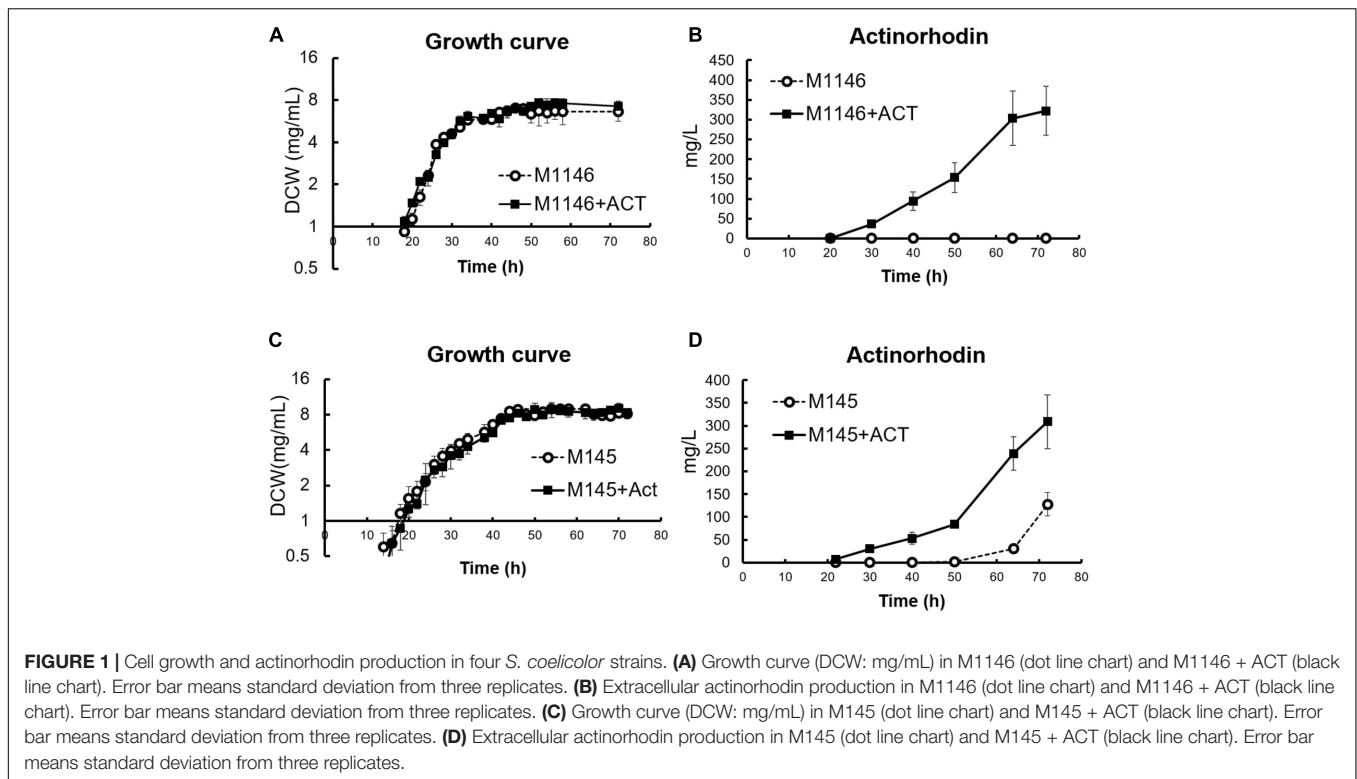 A
Growth curve
16
8
4
2
1
0.5
DCW (mg/mL)
0 10 20 30 40 50 60 70 80
Time (h)
M1146
M1146+ACT
B
Actinorhodin
450
400
350
300
250
200
150
100
50
0
mg/L
0 10 20 30 40 50 60 70 80
Time (h)
M1146
M1146+ACT
C
Growth curve
16
8
4
2
1
0.5
DCW(mg/mL)
0 10 20 30 40 50 60 70 80
Time (h)
M145
M145+Act
D
Actinorhodin
400
350
300
250
200
150
100
50
0
mg/L
0 10 20 30 40 50 60 70 80
Time (h)
M145
M145+ACT
FIGURE 1 | Cell growth and actinorhodin production in four S. coelicolor strains. (A) Growth curve (DCW: mg/mL) in M1146 (dot line chart) and M1146 + ACT (black
line chart). Error bar means standard deviation from three replicates. (B) Extracellular actinorhodin production in M1146 (dot line chart) and M1146 + ACT (black line
chart). Error bar means standard deviation from three replicates. (C) Growth curve (DCW: mg/mL) in M145 (dot line chart) and M145 + ACT (black line chart). Error
bar means standard deviation from three replicates. (D) Extracellular actinorhodin production in M145 (dot line chart) and M145 + ACT (black line chart). Error bar
means standard deviation from three replicates.